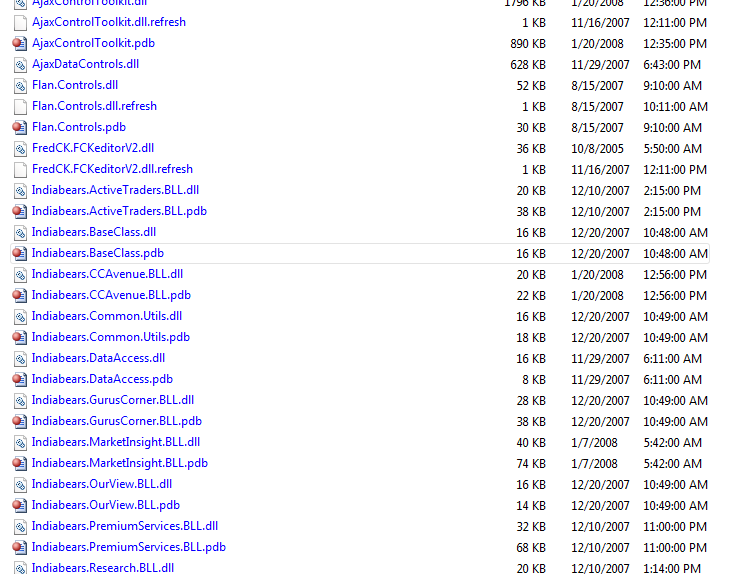 AjaxControlToolkit.dll 1796 KB 1/20/2008 12:36:00 PM
AjaxControlToolkit.dll.refresh 1 KB 11/16/2007 12:11:00 PM
AjaxControlToolkit.pdb 890 KB 1/20/2008 12:35:00 PM
AjaxDataControls.dll 628 KB 11/29/2007 6:43:00 PM
Flan.Controls.dll 52 KB 8/15/2007 9:10:00 AM
Flan.Controls.dll.refresh 1 KB 8/15/2007 10:11:00 AM
Flan.Controls.pdb 30 KB 8/15/2007 9:10:00 AM
FredCK.FCKeditorV2.dll 36 KB 10/8/2005 5:50:00 AM
FredCK.FCKeditorV2.dll.refresh 1 KB 11/16/2007 12:11:00 PM
Indiabears.ActiveTraders.BLL.dll 20 KB 12/10/2007 2:15:00 PM
Indiabears.ActiveTraders.BLL.pdb 38 KB 12/10/2007 2:15:00 PM
Indiabears.BaseClass.dll 16 KB 12/20/2007 10:48:00 AM
Indiabears.BaseClass.pdb 16 KB 12/20/2007 10:48:00 AM
Indiabears.CCAvenue.BLL.dll 20 KB 1/20/2008 12:56:00 PM
Indiabears.CCAvenue.BLL.pdb 22 KB 1/20/2008 12:56:00 PM
Indiabears.Common.Utils.dll 16 KB 12/20/2007 10:49:00 AM
Indiabears.Common.Utils.pdb 18 KB 12/20/2007 10:49:00 AM
Indiabears.DataAccess.dll 16 KB 11/29/2007 6:11:00 AM
Indiabears.DataAccess.pdb 8 KB 11/29/2007 6:11:00 AM
Indiabears.GurusCorner.BLL.dll 28 KB 12/20/2007 10:49:00 AM
Indiabears.GurusCorner.BLL.pdb 38 KB 12/20/2007 10:49:00 AM
Indiabears.MarketInsight.BLL.dll 40 KB 1/7/2008 5:42:00 AM
Indiabears.MarketInsight.BLL.pdb 74 KB 1/7/2008 5:42:00 AM
Indiabears.OurView.BLL.dll 16 KB 12/20/2007 10:49:00 AM
Indiabears.OurView.BLL.pdb 14 KB 12/20/2007 10:49:00 AM
Indiabears.PremiumServices.BLL.dll 32 KB 12/10/2007 11:00:00 PM
Indiabears.PremiumServices.BLL.pdb 68 KB 12/10/2007 11:00:00 PM
Indiabears.Research.BLL.dll 20 KB 12/10/2007 1:14:00 PM